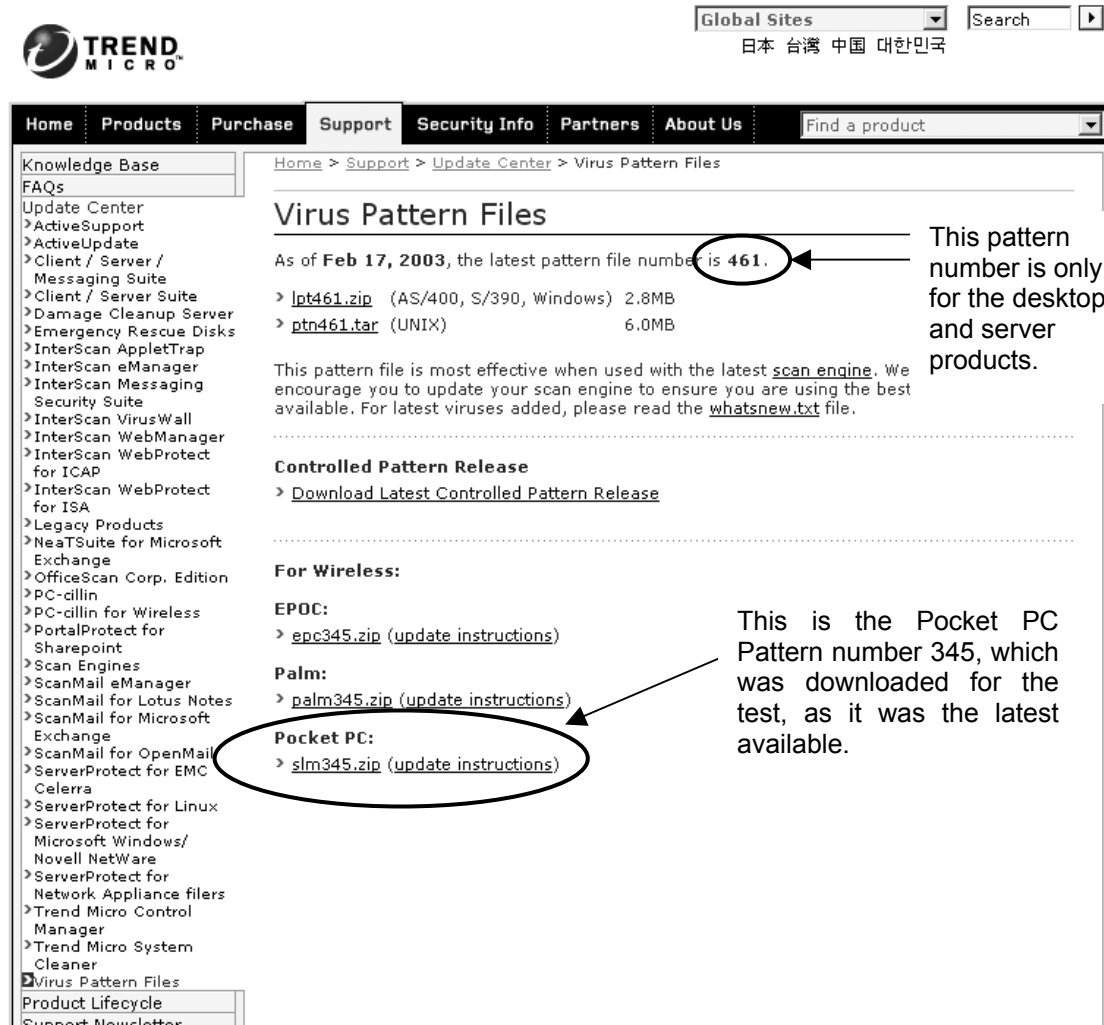 Global Sites
Search
日本 台湾 中国 대한민국
TREND
MICRO™
Home Products Purchase Support Security Info Partners About Us Find a product
Knowledge Base
FAQs
Update Center
ActiveSupport
ActiveUpdate
Client / Server /
Messaging Suite
Client / Server Suite
Damage Cleanup Server
Emergency Rescue Disks
InterScan AppletTrap
InterScan eManager
InterScan Messaging
Security Suite
InterScan VirusWall
InterScan WebManager
InterScan WebProtect
for ICAP
InterScan WebProtect
for ISA
Legacy Products
NeaTSuite for Microsoft
Exchange
OfficeScan Corp. Edition
PC-cillin
PC-cillin for Wireless
PortalProtect for
Sharepoint
Scan Engines
ScanMail eManager
ScanMail for Lotus Notes
ScanMail for Microsoft
Exchange
ScanMail for OpenMail
ServerProtect for EMC
Celerra
ServerProtect for Linux
ServerProtect for
Microsoft Windows/
Novell NetWare
ServerProtect for
Network Appliance filers
Trend Micro Control
Manager
Trend Micro System
Cleaner
Virus Pattern Files
Product Lifecycle
Support Newsletter
Home > Support > Update Center > Virus Pattern Files
Virus Pattern Files
As of Feb 17, 2003, the latest pattern file number is 461.
> lpt461.zip (AS/400, S/390, Windows) 2.8MB
> ptn461.tar (UNIX) 6.0MB
This pattern file is most effective when used with the latest scan engine. We
encourage you to update your scan engine to ensure you are using the best
available. For latest viruses added, please read the whatsnew.txt file.
Controlled Pattern Release
> Download Latest Controlled Pattern Release
For Wireless:
EPOC:
> epc345.zip (update instructions)
Palm:
> palm345.zip (update instructions)
Pocket PC:
> slm345.zip (update instructions)
This pattern
number is only
for the desktop
and server
products.
This is the Pocket PC
Pattern number 345, which
was downloaded for the
test, as it was the latest
available.